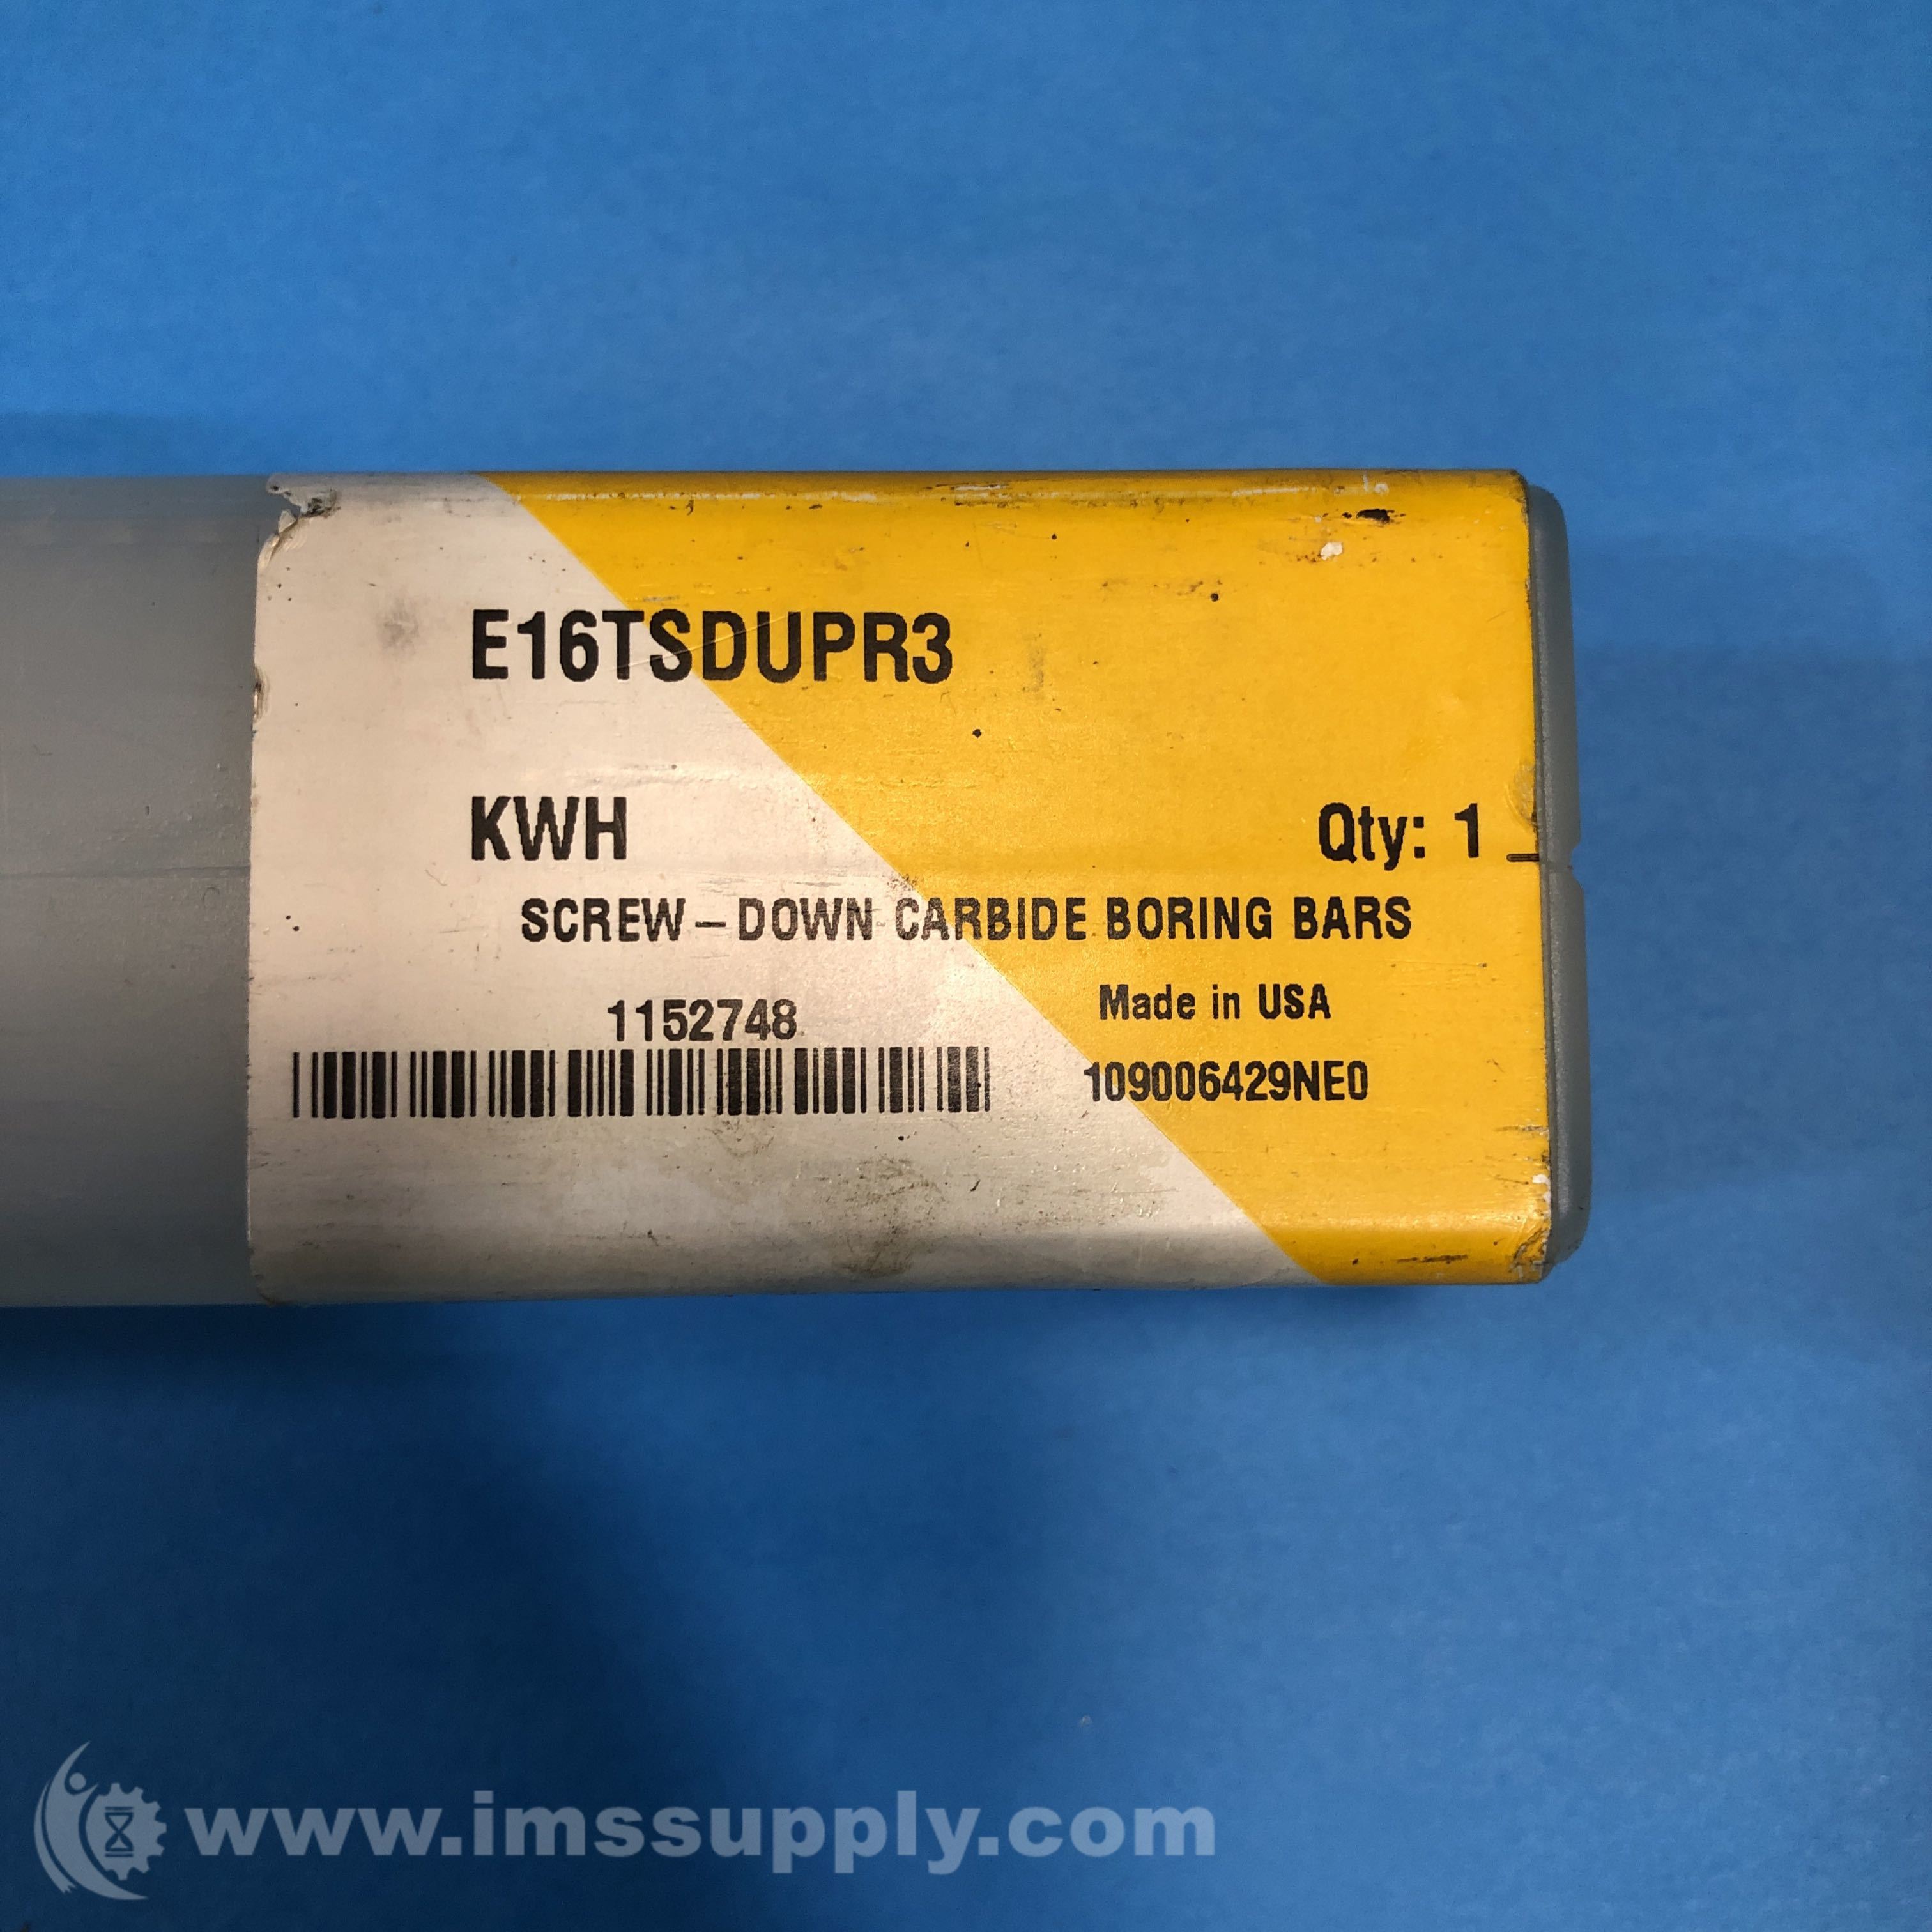 E16TSDUPR3
KWH Qty: 1
SCREW-DOWN CARBIDE BORING BARS
1152748 Made in USA
109006429NE0
www.imssupply.com